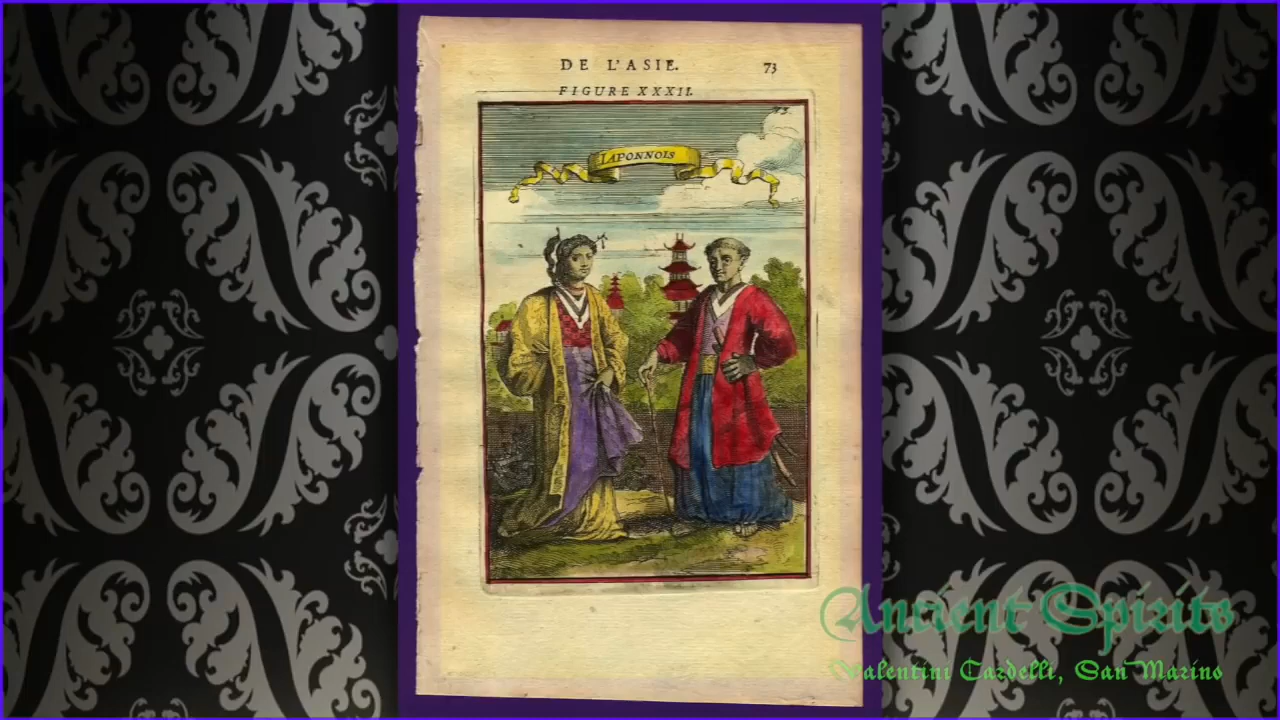 DE L'ASIE. 73
FIGURE XXXII.
IAPONNOIS
Ancient Spirits
Valentini Cardelli, San Marino